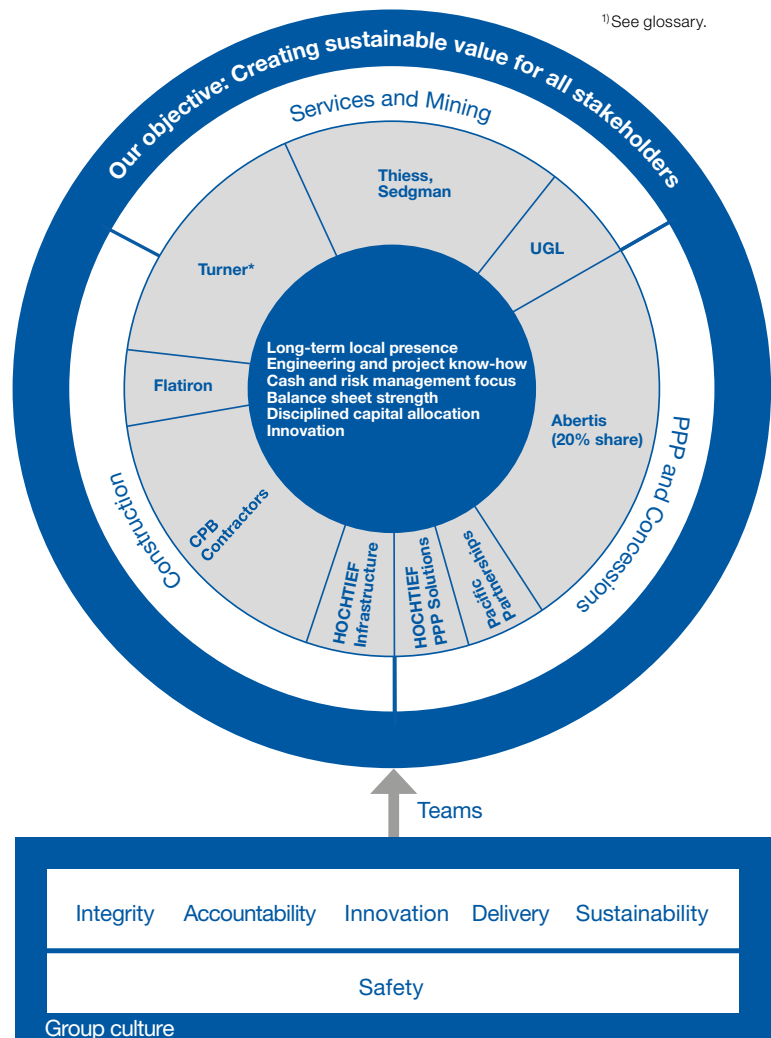 ¹⁾See glossary.
Our objective: Creating sustainable value for all stakeholders
Services and Mining
Thiess,
Sedgman
UGL
Turner*
Flatiron
Long-term local presence
Engineering and project know-how
Cash and risk management focus
Balance sheet strength
Disciplined capital allocation
Innovation
Abertis
(20% share)
PPP and Concessions
Construction
CPB
Contractors
HOCHTIEF
Infrastructure
HOCHTIEF
PPP Solutions
Pacific
Partnerships
Teams
Integrity Accountability Innovation Delivery Sustainability
Safety
Group culture